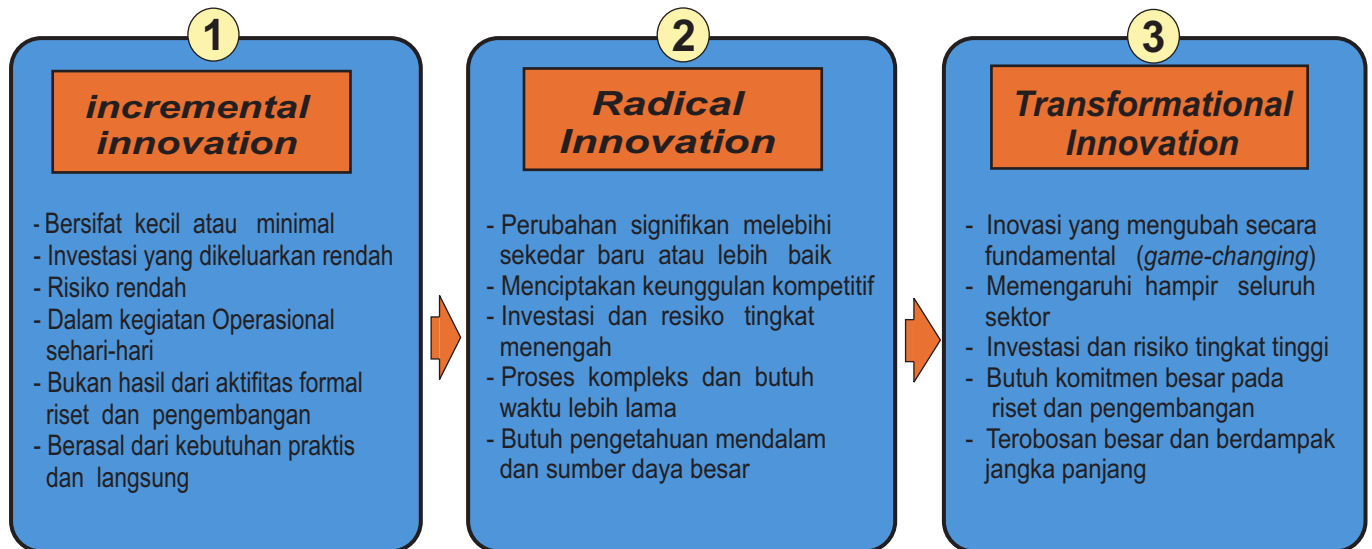 1
incremental
innovation
- Bersifat kecil atau minimal
- Investasi yang dikeluarkan rendah
- Risiko rendah
- Dalam kegiatan Operasional
sehari-hari
- Bukan hasil dari aktifitas formal
riset dan pengembangan
- Berasal dari kebutuhan praktis
dan langsung
2
Radical
Innovation
- Perubahan signifikan melebihi
sekedar baru atau lebih baik
- Menciptakan keunggulan kompetitif
- Investasi dan resiko tingkat
menengah
- Proses kompleks dan butuh
waktu lebih lama
- Butuh pengetahuan mendalam
dan sumber daya besar
3
Transformational
Innovation
- Inovasi yang mengubah secara
fundamental (game-changing)
- Memengaruhi hampir seluruh
sektor
- Investasi dan risiko tingkat tinggi
- Butuh komitmen besar pada
riset dan pengembangan
- Terobosan besar dan berdampak
jangka panjang